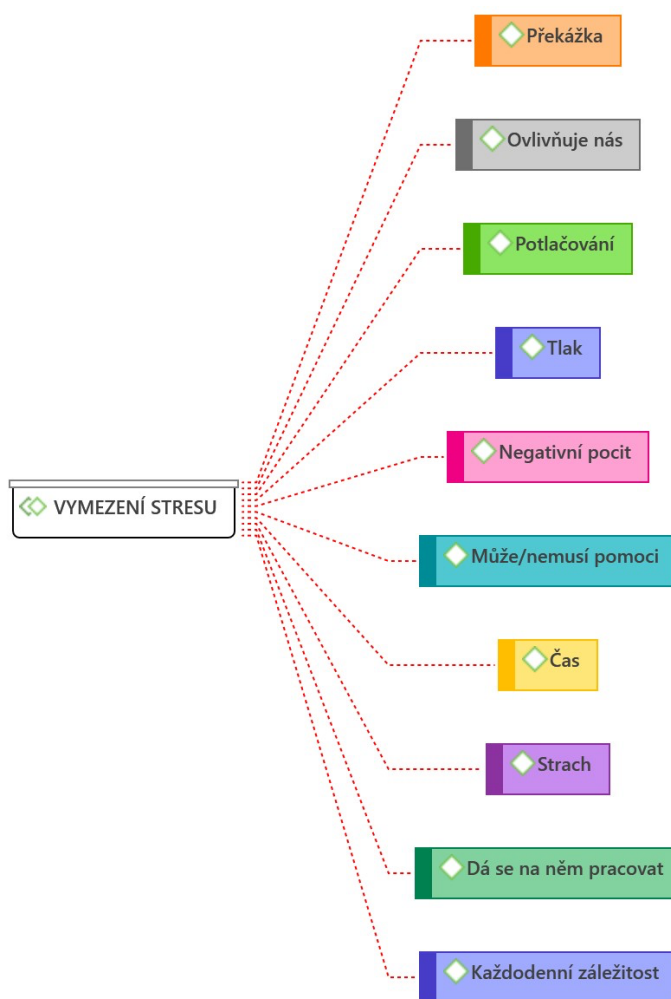 Překážka
Ovlivňuje nás
Potlačování
Tlak
Negativní pocit
VYMEZENÍ STRESU
Může/nemusí pomoci
Čas
Strach
Dá se na něm pracovat
Každodenní záležitost